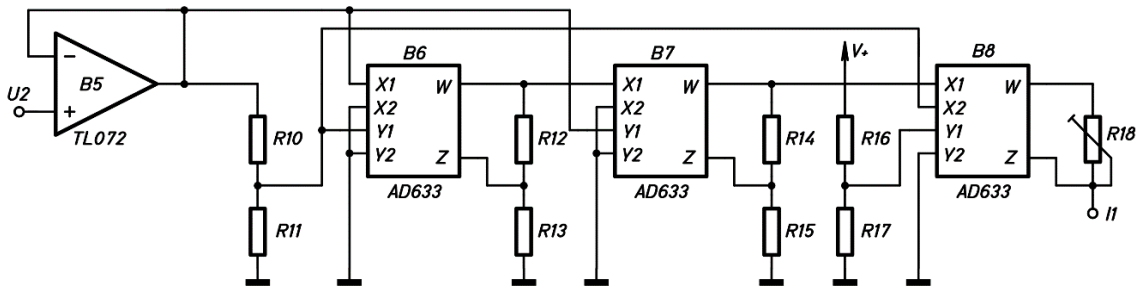 B5
U2
TL072
−
+
R10
R11
B6
X1
X2
Y1
Y2
W
Z
AD633
R12
R13
B7
X1
X2
Y1
Y2
W
Z
AD633
R14
R15
V+
R16
R17
B8
X1
X2
Y1
Y2
W
Z
AD633
R18
I1